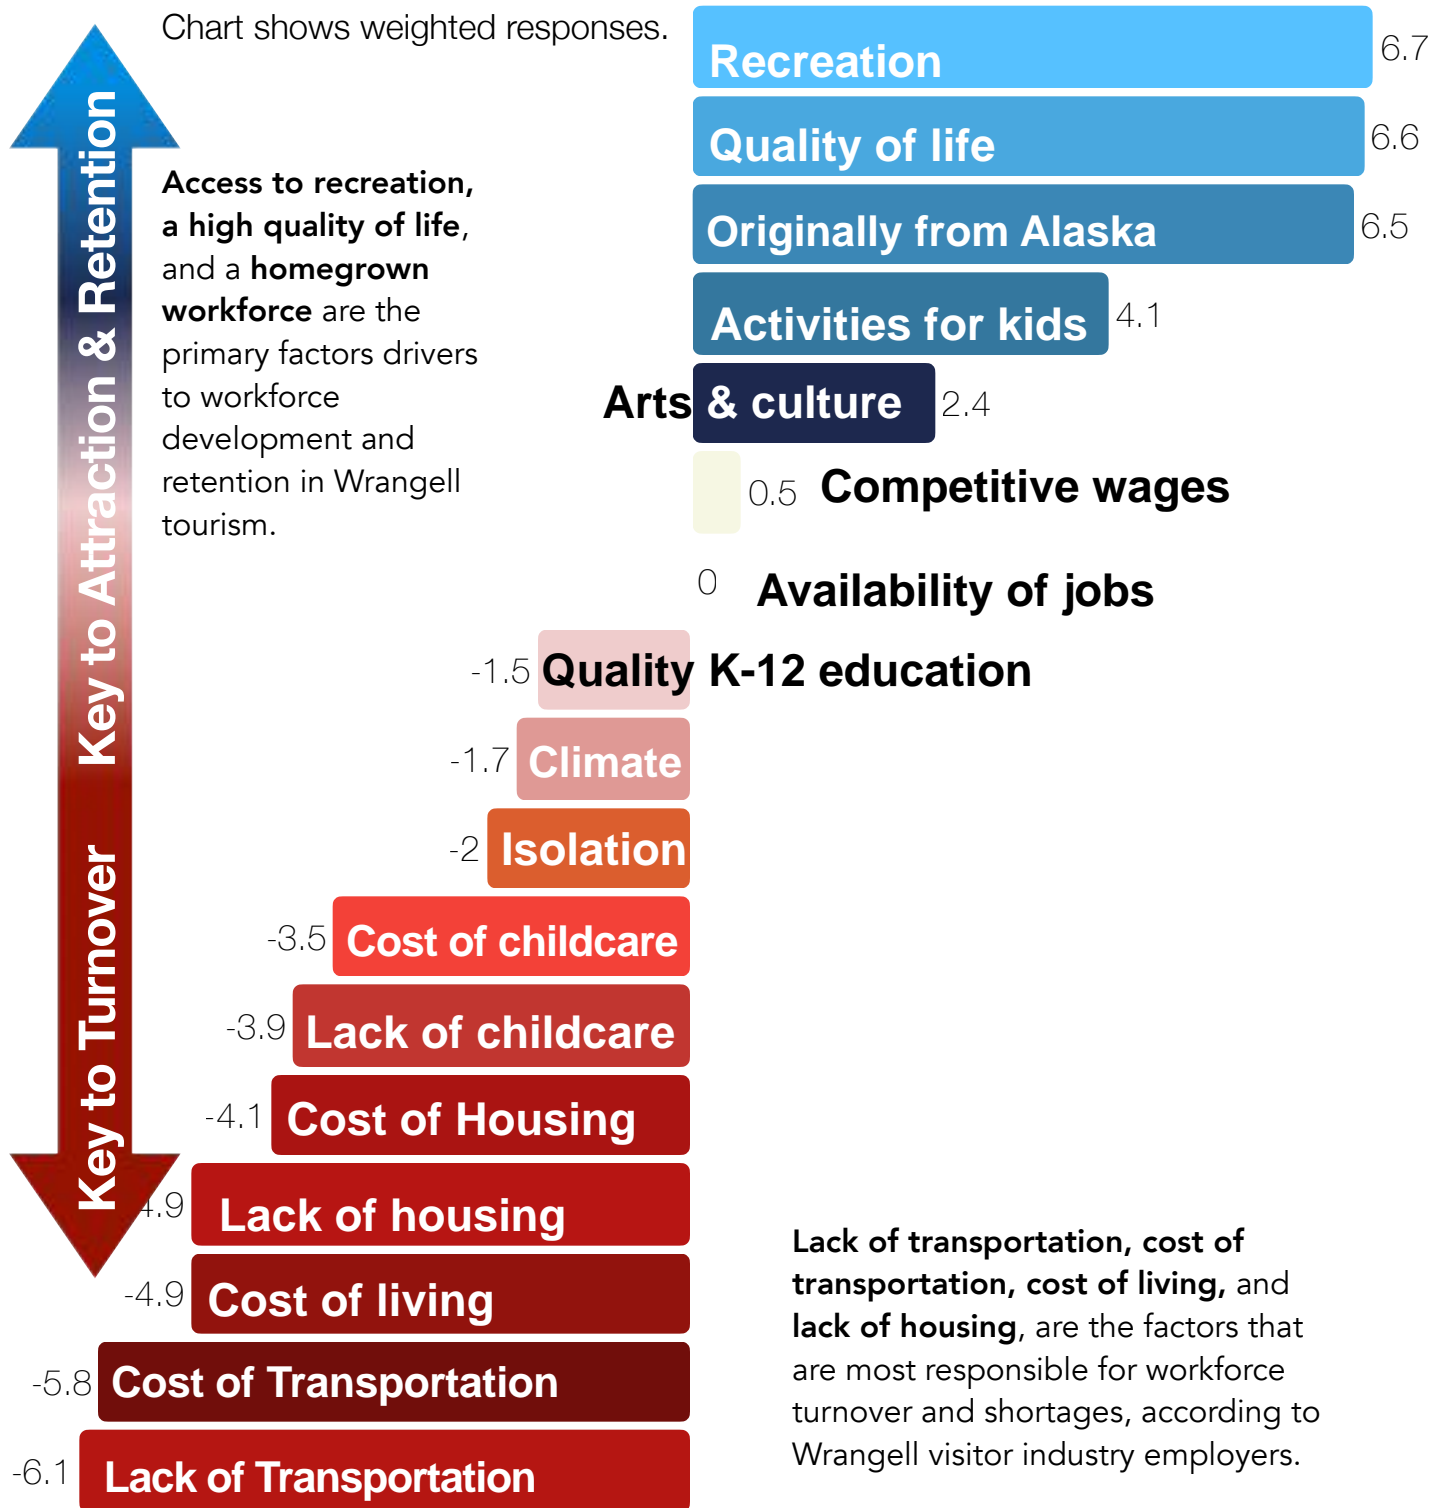 Chart shows weighted responses.
Recreation 6.7
Quality of life 6.6
Originally from Alaska 6.5
Activities for kids 4.1
Arts & culture 2.4
0.5 Competitive wages
0 Availability of jobs
-1.5 Quality K-12 education
-1.7 Climate
-2 Isolation
-3.5 Cost of childcare
-3.9 Lack of childcare
-4.1 Cost of Housing
4.9 Lack of housing
-4.9 Cost of living
-5.8 Cost of Transportation
-6.1 Lack of Transportation
Key to Attraction & Retention
Key to Turnover
Access to recreation,
a high quality of life,
and a homegrown
workforce are the
primary factors drivers
to workforce
development and
retention in Wrangell
tourism.
Lack of transportation, cost of
transportation, cost of living, and
lack of housing, are the factors that
are most responsible for workforce
turnover and shortages, according to
Wrangell visitor industry employers.